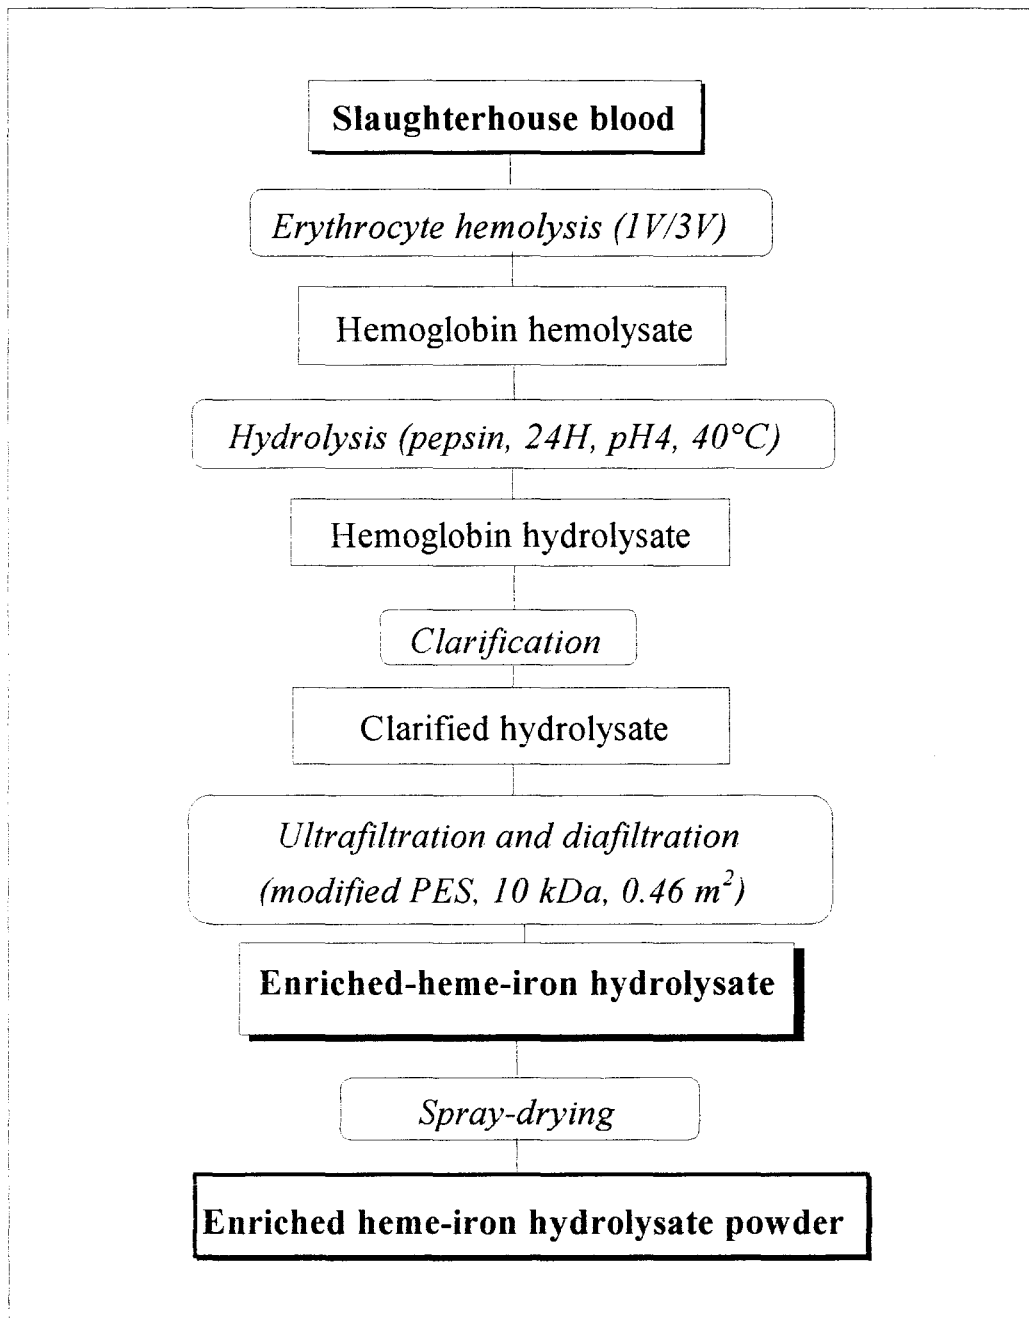 Slaughterhouse blood
Erythrocyte hemolysis (1V/3V)
Hemoglobin hemolysate
Hydrolysis (pepsin, 24H, pH4, 40°C)
Hemoglobin hydrolysate
Clarification
Clarified hydrolysate
Ultrafiltration and diafiltration
(modified PES, 10 kDa, 0.46 m²)
Enriched-heme-iron hydrolysate
Spray-drying
Enriched heme-iron hydrolysate powder